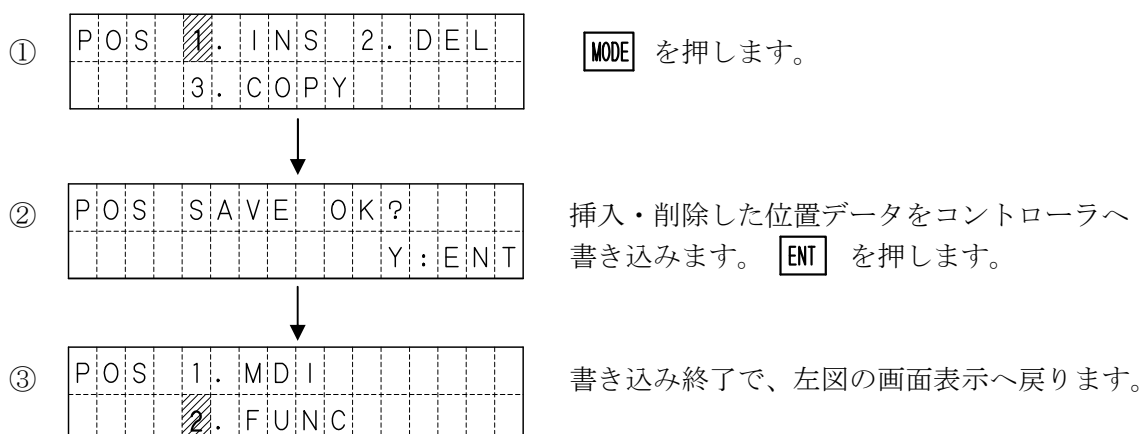 ① POS 1. INS 2. DEL
3. COPY
MODE を押します。
② POS SAVE OK?
Y:ENT
挿入・削除した位置データをコントローラへ
書き込みます。 ENT を押します。
③ POS 1. MDI
2. FUNC
書き込み終了で、左図の画面表示へ戻ります。